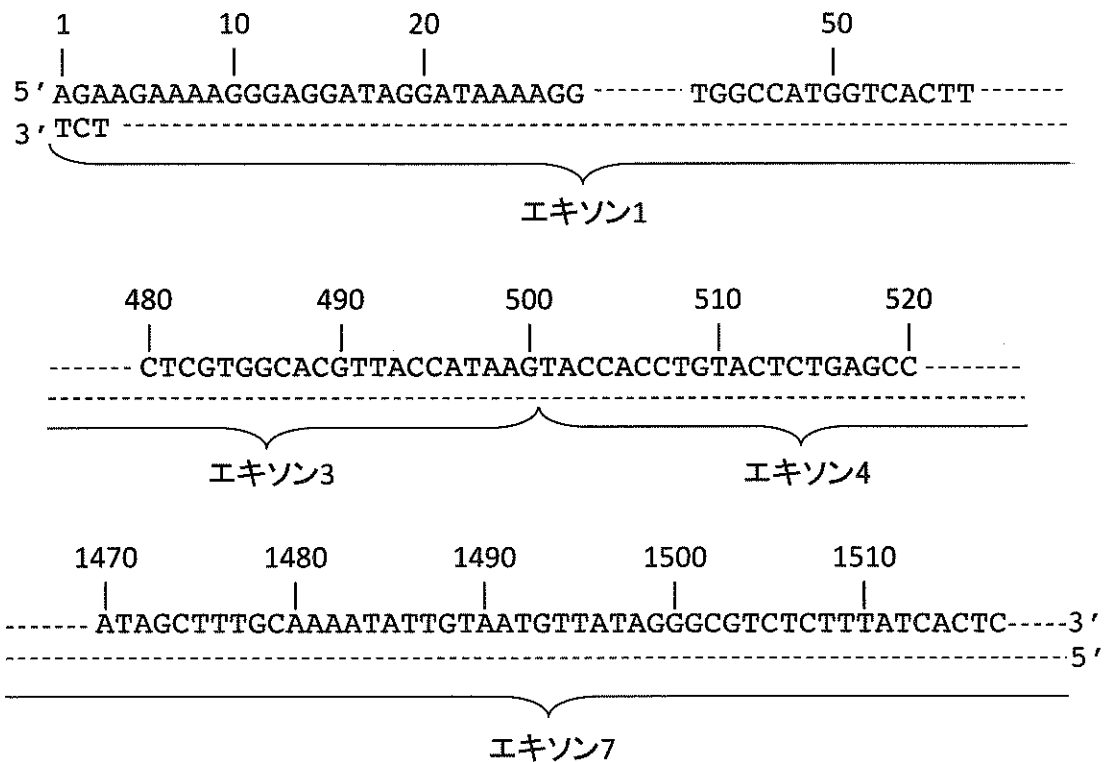 1 10 20 50
5' AGAAGAAAAGGGAGGATAGGATAAAAGG ------ TGGCCATGGTCACTT ------
3' TCT ------
エキソン1
480 490 500 510 520
------ CTCGTGGCACGTTACCATAAGTACCACCTGTACTCTGAGCC ------
エキソン3 エキソン4
1470 1480 1490 1500 1510
------ ATAGCTTTGCAAAATATTGTAATGTTATAGGGCGTCTCTTTATCACTC-----3'
------5'
エキソン7